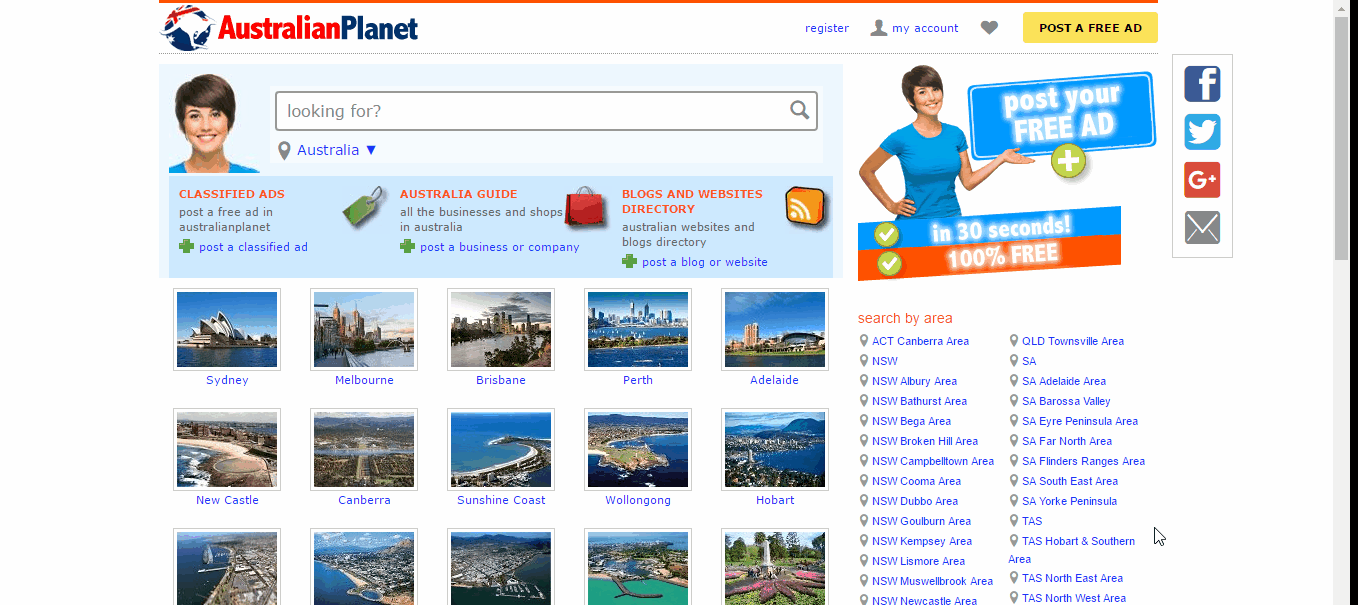 AustralianPlanet
register
my account
POST A FREE AD
looking for?
Australia ▼
CLASSIFIED ADS
post a free ad in
australianplanet
post a classified ad
AUSTRALIA GUIDE
all the businesses and shops
in australia
post a business or company
BLOGS AND WEBSITES
DIRECTORY
australian websites and
blogs directory
post a blog or website
post your
FREE AD
in 30 seconds!
100% FREE
f
G+
Sydney
Melbourne
Brisbane
Perth
Adelaide
New Castle
Canberra
Sunshine Coast
Wollongong
Hobart
search by area
ACT Canberra Area
NSW
NSW Albury Area
NSW Bathurst Area
NSW Bega Area
NSW Broken Hill Area
NSW Campbelltown Area
NSW Cooma Area
NSW Dubbo Area
NSW Goulburn Area
NSW Kempsey Area
NSW Lismore Area
NSW Muswellbrook Area
NSW Newcastle Area
QLD Townsville Area
SA
SA Adelaide Area
SA Barossa Valley
SA Eyre Peninsula Area
SA Far North Area
SA Flinders Ranges Area
SA South East Area
SA Yorke Peninsula
TAS
TAS Hobart & Southern
Area
TAS North East Area
TAS North West Area